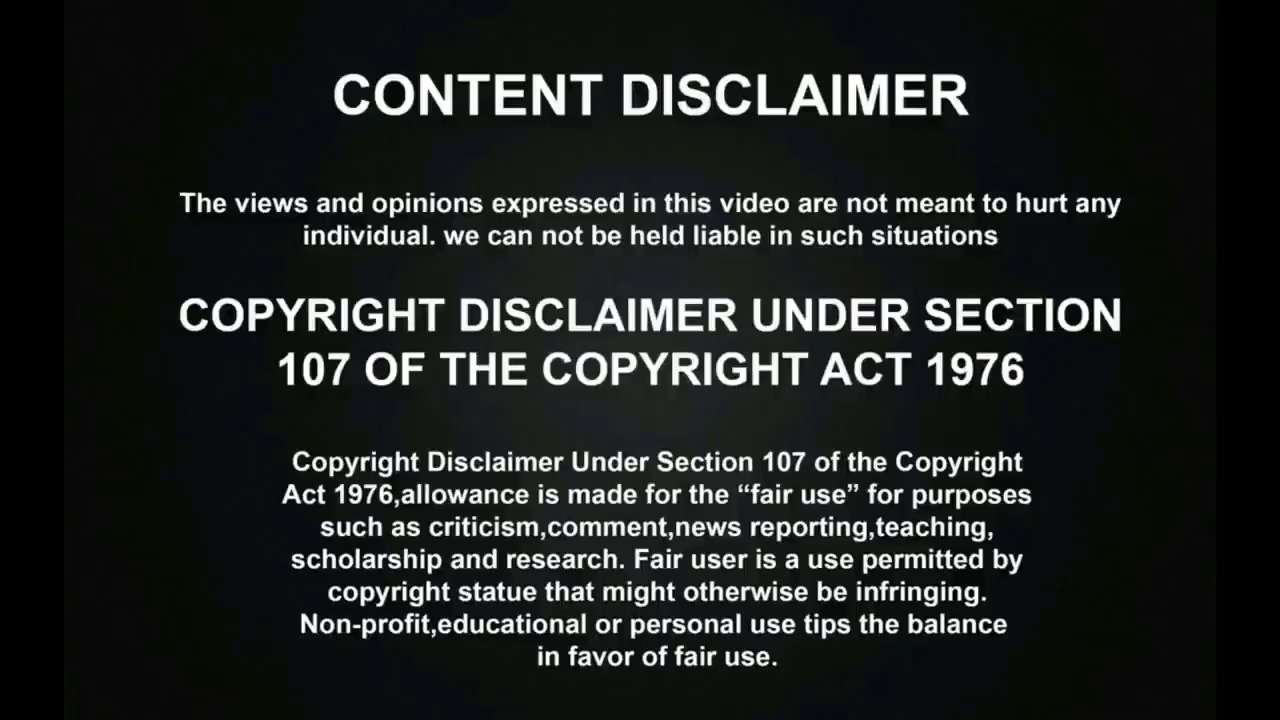 CONTENT DISCLAIMER
The views and opinions expressed in this video are not meant to hurt any
individual. we can not be held liable in such situations
COPYRIGHT DISCLAIMER UNDER SECTION
107 OF THE COPYRIGHT ACT 1976
Copyright Disclaimer Under Section 107 of the Copyright
Act 1976,allowance is made for the “fair use” for purposes
such as criticism,comment,news reporting,teaching,
scholarship and research. Fair user is a use permitted by
copyright statue that might otherwise be infringing.
Non-profit,educational or personal use tips the balance
in favor of fair use.